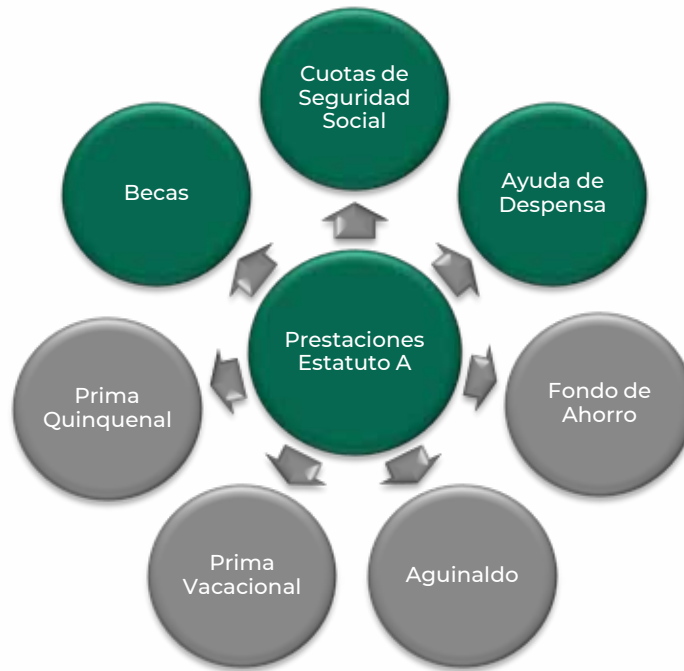 Cuotas de
Seguridad
Social
Becas
Ayuda de
Despensa
Prestaciones
Estatuto A
Prima
Quinquenal
Fondo de
Ahorro
Prima
Vacacional
Aguinaldo